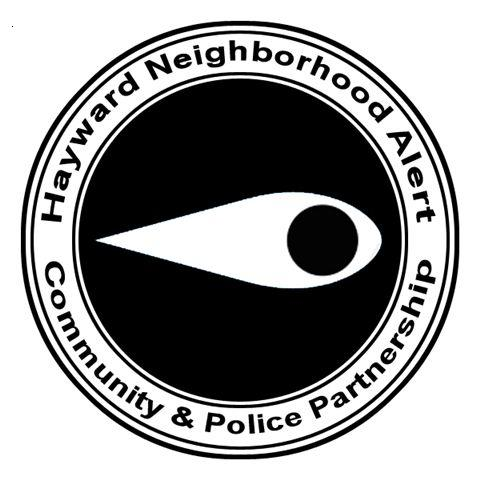 Hayward Neighborhood Alert
Community & Police Partnership